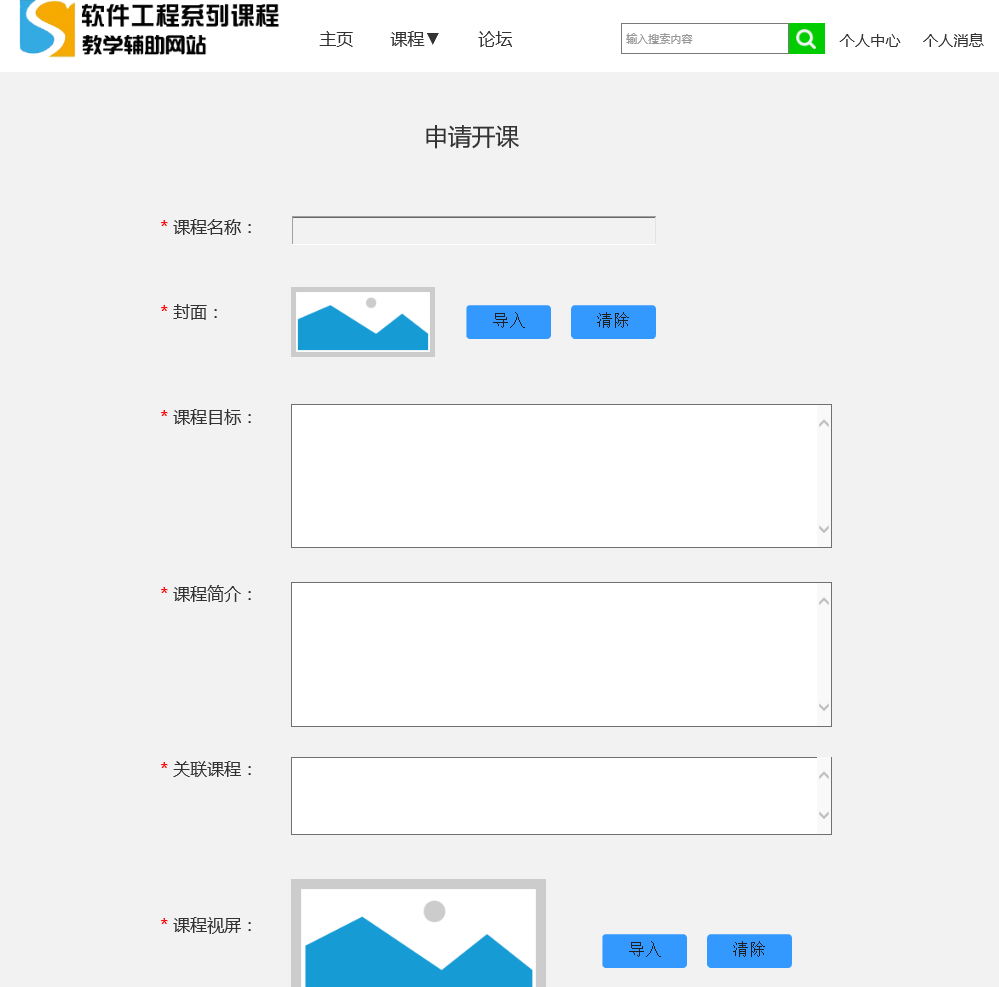 软件工程系列课程
教学辅助网站
主页 课程▼ 论坛 输入搜索内容 个人中心 个人消息
申请开课
* 课程名称：
* 封面： 导入 清除
* 课程目标：
* 课程简介：
* 关联课程：
* 课程视屏： 导入 清除